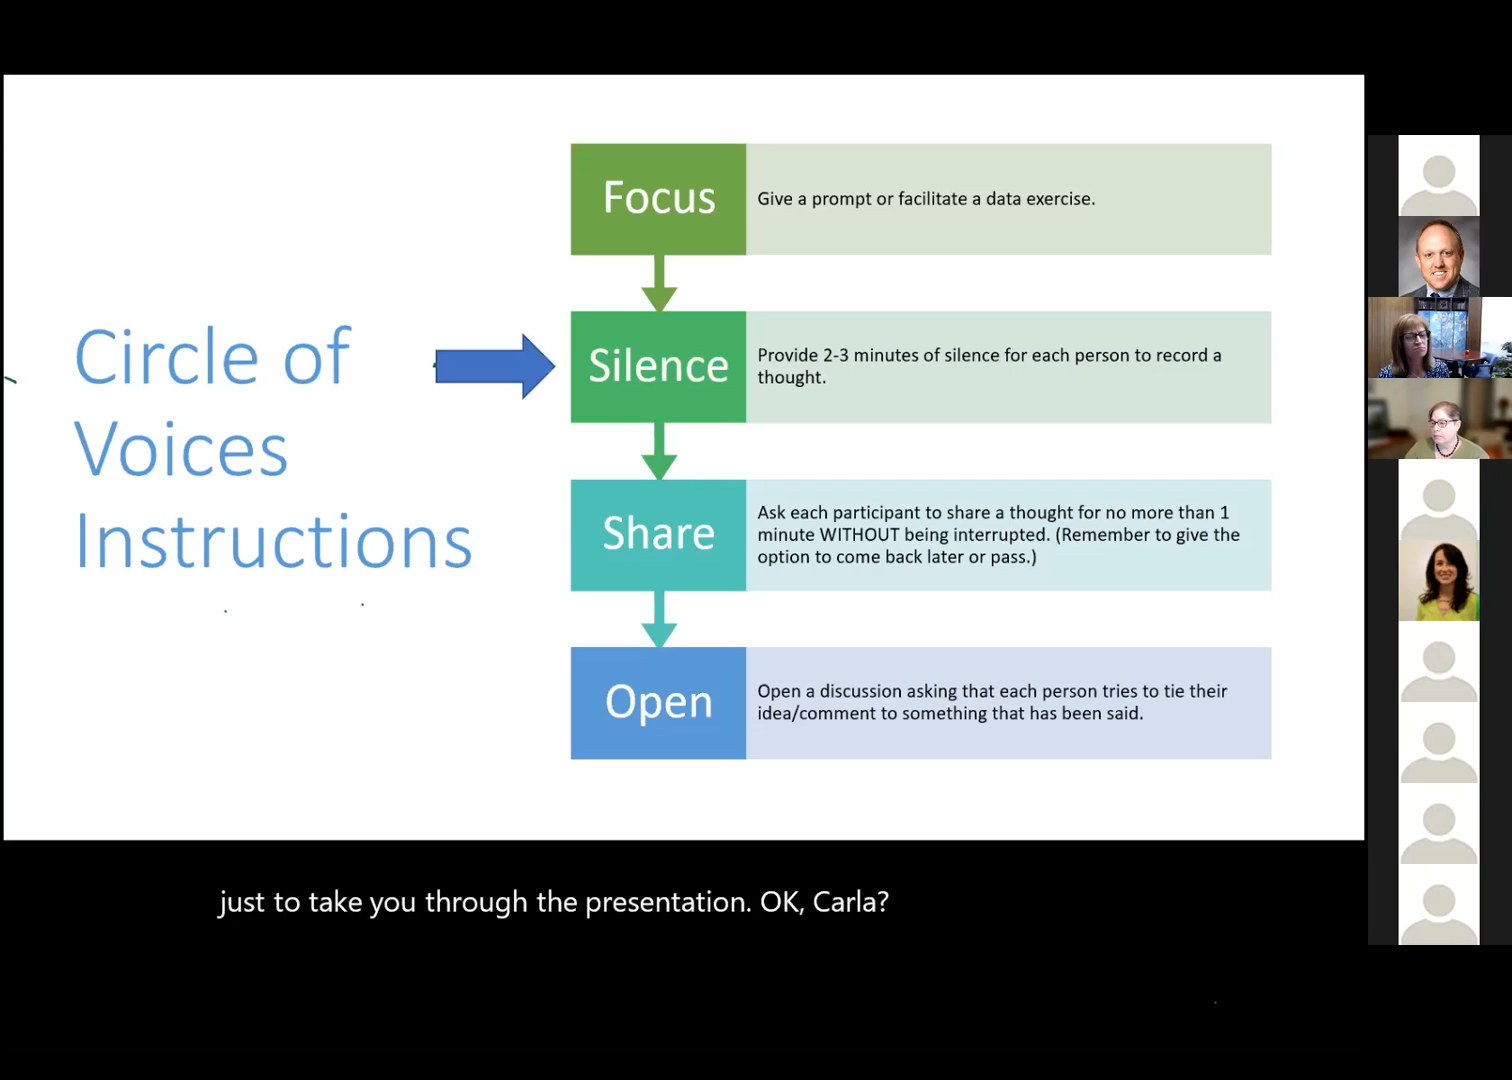 Circle of
Voices
Instructions
Focus
Give a prompt or facilitate a data exercise.
Silence
Provide 2-3 minutes of silence for each person to record a
thought.
Share
Ask each participant to share a thought for no more than 1
minute WITHOUT being interrupted. (Remember to give the
option to come back later or pass.)
Open
Open a discussion asking that each person tries to tie their
idea/comment to something that has been said.
just to take you through the presentation. OK, Carla?